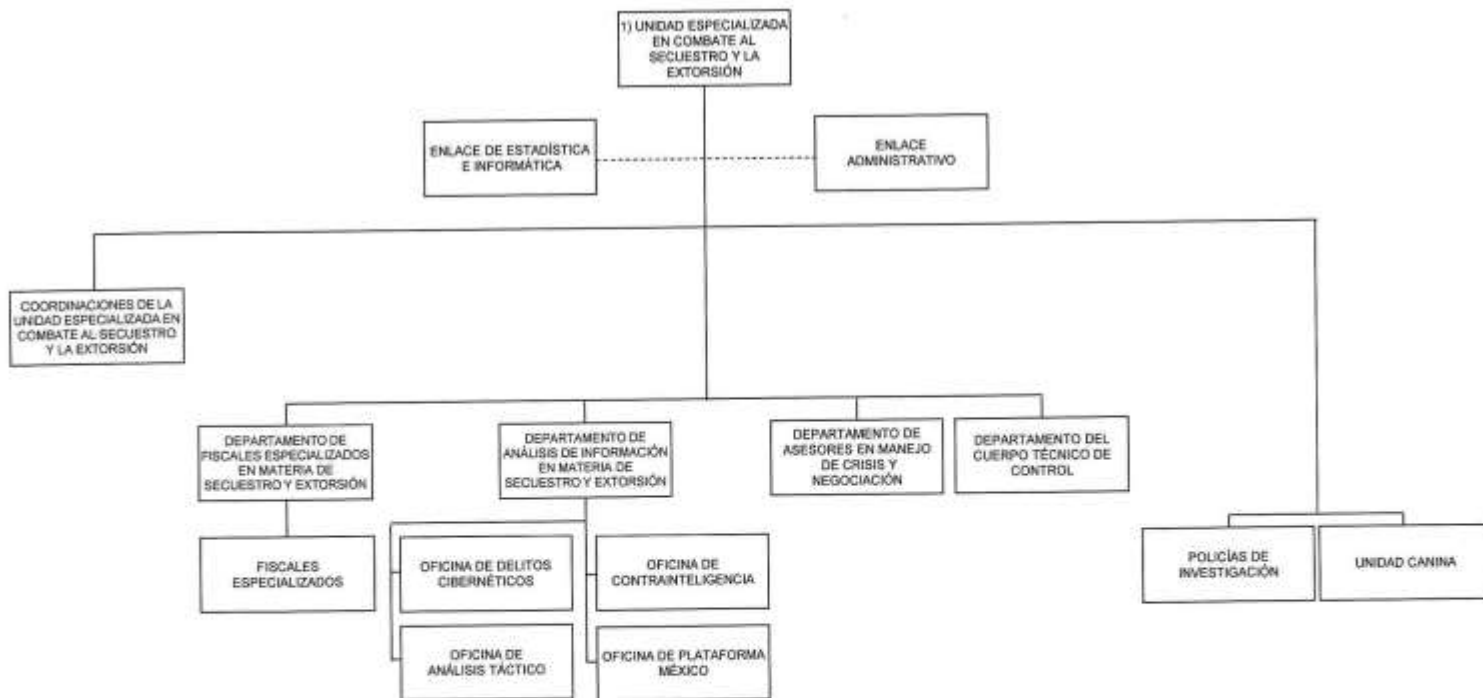 1) UNIDAD ESPECIALIZADA
EN COMBATE AL
SECUESTRO Y LA
EXTORSIÓN
ENLACE DE ESTADÍSTICA
E INFORMÁTICA
ENLACE
ADMINISTRATIVO
COORDINACIONES DE LA
UNIDAD ESPECIALIZADA EN
COMBATE AL SECUESTRO
Y LA EXTORSIÓN
DEPARTAMENTO DE
FISCALES ESPECIALIZADOS
EN MATERIA DE
SECUESTRO Y EXTORSIÓN
DEPARTAMENTO DE
ANÁLISIS DE INFORMACIÓN
EN MATERIA DE
SECUESTRO Y EXTORSIÓN
DEPARTAMENTO DE
ASESORES EN MANEJO
DE CRISIS Y
NEGOCIACIÓN
DEPARTAMENTO DEL
CUERPO TÉCNICO DE
CONTROL
FISCALES
ESPECIALIZADOS
OFICINA DE DELITOS
CIBERNÉTICOS
OFICINA DE
CONTRAINTELIGENCIA
POLICÍAS DE
INVESTIGACIÓN
UNIDAD CANINA
OFICINA DE
ANÁLISIS TÁCTICO
OFICINA DE PLATAFORMA
MÉXICO